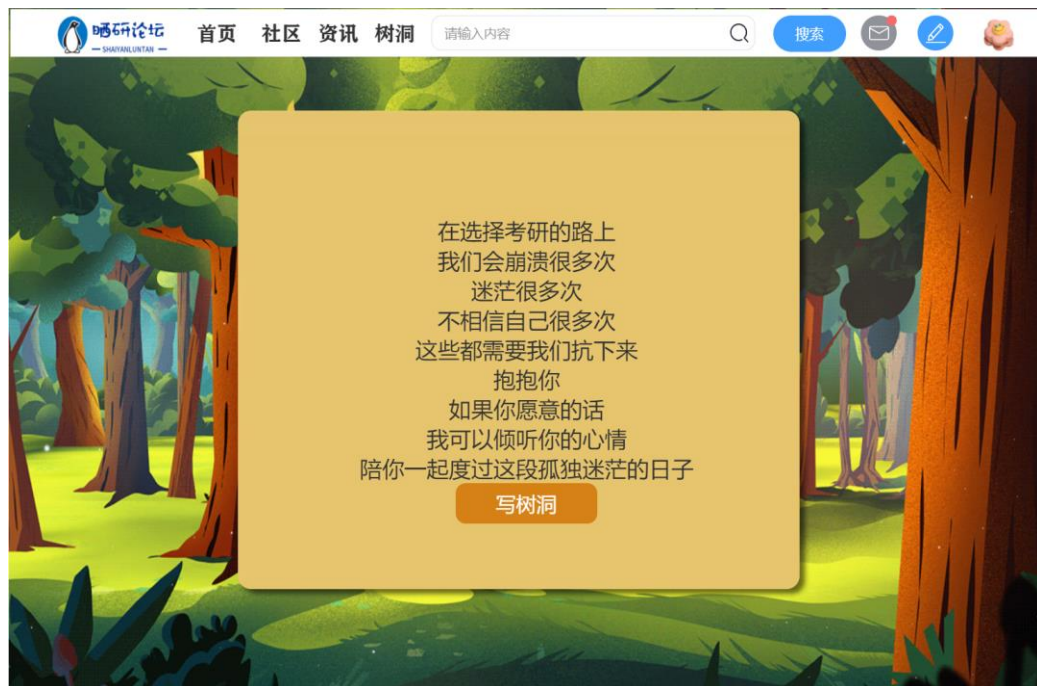 晒研论坛
SHAIYANLUNTAN
首页 社区 资讯 树洞
请输入内容
搜索
在选择考研的路上
我们会崩溃很多次
迷茫很多次
不相信自己很多次
这些都需要我们抗下来
抱抱你
如果你愿意的话
我可以倾听你的心情
陪你一起度过这段孤独迷茫的日子
写树洞